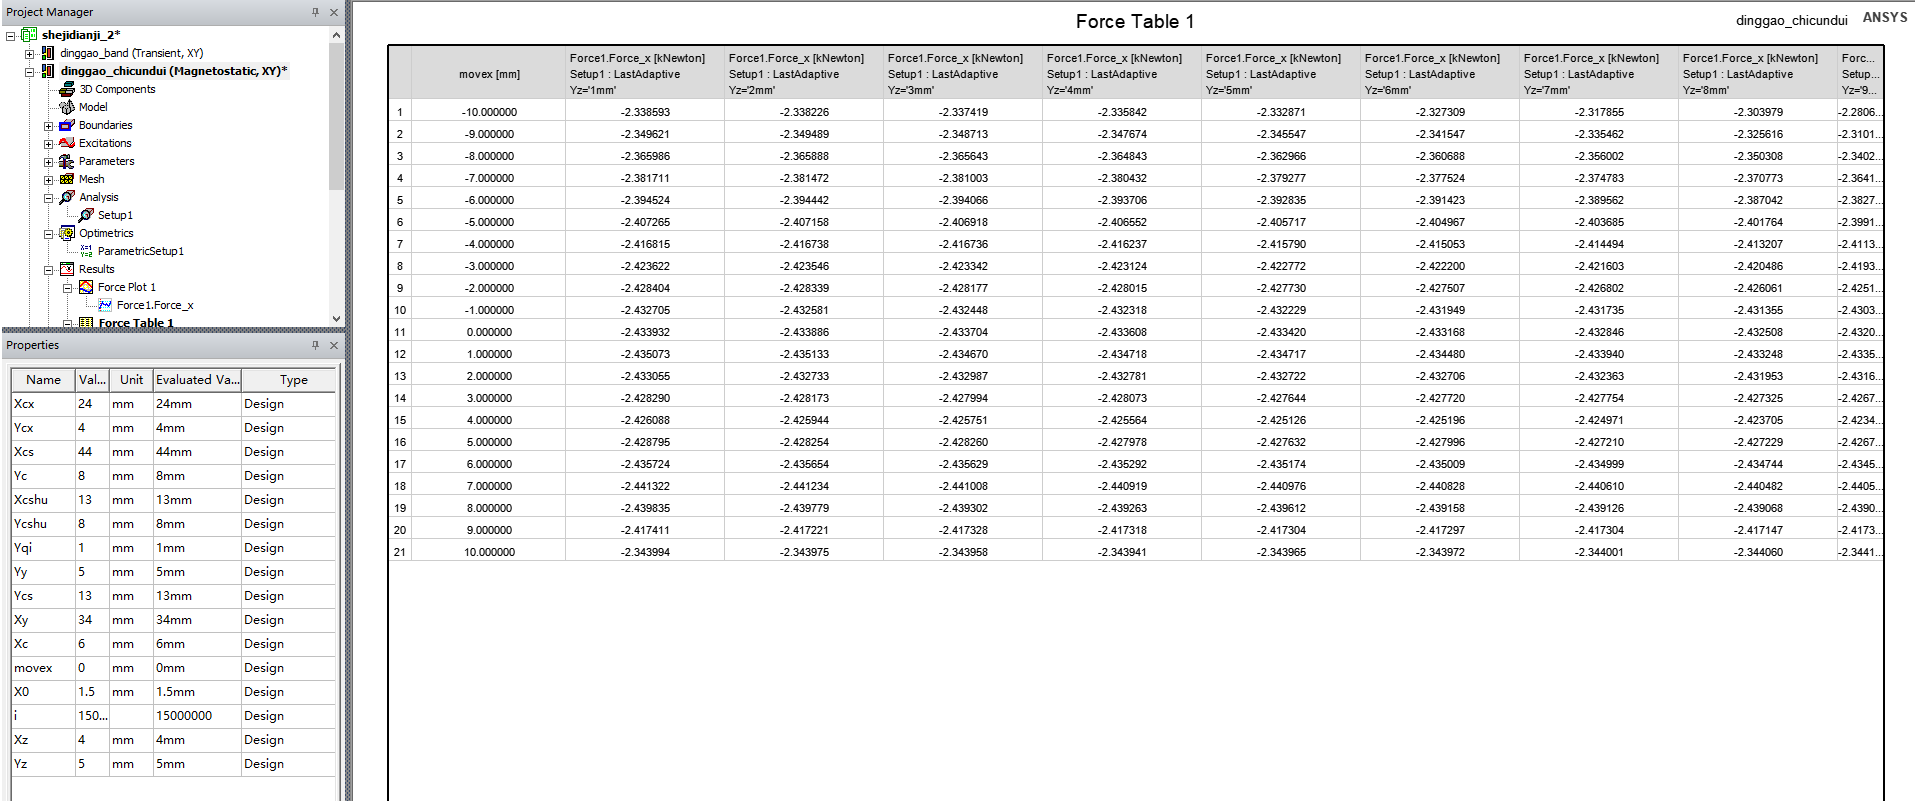 Project Manager
shejidianji_2*
dinggao_band (Transient, XY)
dinggao_chicundui (Magnetostatic, XY)*
3D Components
Model
Boundaries
Excitations
Parameters
Mesh
Analysis
Setup1
Optimetrics
ParametricSetup1
Results
Force Plot 1
Force1.Force_x
Force Table 1
Properties
Name Val... Unit Evaluated Va... Type
Xcx 24 mm 24mm Design
Ycx 4 mm 4mm Design
Xcs 44 mm 44mm Design
Yc 8 mm 8mm Design
Xcshu 13 mm 13mm Design
Ycshu 8 mm 8mm Design
Yqi 1 mm 1mm Design
Yy 5 mm 5mm Design
Ycs 13 mm 13mm Design
Xy 34 mm 34mm Design
Xc 6 mm 6mm Design
movex 0 mm 0mm Design
X0 1.5 mm 1.5mm Design
i 150... 15000000 Design
Xz 4 mm 4mm Design
Yz 5 mm 5mm Design
Force Table 1
dinggao_chicundui ANSYS
Force1.Force_x [kNewton] Force1.Force_x [kNewton] Force1.Force_x [kNewton] Force1.Force_x [kNewton] Force1.Force_x [kNewton] Force1.Force_x [kNewton] Force1.Force_x [kNewton] Force1.Force_x [kNewton] Forc...
movex [mm] Setup1 : LastAdaptive Setup1 : LastAdaptive Setup1 : LastAdaptive Setup1 : LastAdaptive Setup1 : LastAdaptive Setup1 : LastAdaptive Setup1 : LastAdaptive Setup1 : LastAdaptive Setup...
Yz='1mm' Yz='2mm' Yz='3mm' Yz='4mm' Yz='5mm' Yz='6mm' Yz='7mm' Yz='8mm' Yz='9...
1 -10.000000 -2.338593 -2.338226 -2.337419 -2.335842 -2.332871 -2.327309 -2.317855 -2.303979 -2.2806...
2 -9.000000 -2.349621 -2.349489 -2.348713 -2.347674 -2.345547 -2.341547 -2.335462 -2.325616 -2.3101...
3 -8.000000 -2.365986 -2.365888 -2.365643 -2.364843 -2.362966 -2.360688 -2.356002 -2.350308 -2.3402...
4 -7.000000 -2.381711 -2.381472 -2.381003 -2.380432 -2.379277 -2.377524 -2.374783 -2.370773 -2.3641...
5 -6.000000 -2.394524 -2.394442 -2.394066 -2.393706 -2.392835 -2.391423 -2.389562 -2.387042 -2.3827...
6 -5.000000 -2.407265 -2.407158 -2.406918 -2.406552 -2.405717 -2.404967 -2.403685 -2.401764 -2.3991...
7 -4.000000 -2.416815 -2.416738 -2.416736 -2.416237 -2.415790 -2.415053 -2.414494 -2.413207 -2.4113...
8 -3.000000 -2.423622 -2.423546 -2.423342 -2.423124 -2.422772 -2.422200 -2.421603 -2.420486 -2.4193...
9 -2.000000 -2.428404 -2.428339 -2.428177 -2.428015 -2.427730 -2.427507 -2.426802 -2.426061 -2.4251...
10 -1.000000 -2.432705 -2.432581 -2.432448 -2.432318 -2.432229 -2.431949 -2.431735 -2.431355 -2.4303...
11 0.000000 -2.433932 -2.433886 -2.433704 -2.433608 -2.433420 -2.433168 -2.432846 -2.432508 -2.4320...
12 1.000000 -2.435073 -2.435133 -2.434670 -2.434718 -2.434717 -2.434480 -2.433940 -2.433248 -2.4335...
13 2.000000 -2.433055 -2.432733 -2.432987 -2.432781 -2.432722 -2.432706 -2.432363 -2.431953 -2.4316...
14 3.000000 -2.428290 -2.428173 -2.427994 -2.428073 -2.427644 -2.427720 -2.427754 -2.427325 -2.4267...
15 4.000000 -2.426088 -2.425944 -2.425751 -2.425564 -2.425126 -2.425196 -2.424971 -2.423705 -2.4234...
16 5.000000 -2.428795 -2.428254 -2.428260 -2.427978 -2.427632 -2.427996 -2.427210 -2.427229 -2.4267...
17 6.000000 -2.435724 -2.435654 -2.435629 -2.435292 -2.435174 -2.435009 -2.434999 -2.434744 -2.4345...
18 7.000000 -2.441322 -2.441234 -2.441008 -2.440919 -2.440976 -2.440828 -2.440610 -2.440482 -2.4405...
19 8.000000 -2.439835 -2.439779 -2.439302 -2.439263 -2.439612 -2.439158 -2.439126 -2.439068 -2.4390...
20 9.000000 -2.417411 -2.417221 -2.417328 -2.417318 -2.417304 -2.417297 -2.417304 -2.417147 -2.4173...
21 10.000000 -2.343994 -2.343975 -2.343958 -2.343941 -2.343965 -2.343972 -2.344001 -2.344060 -2.3441...